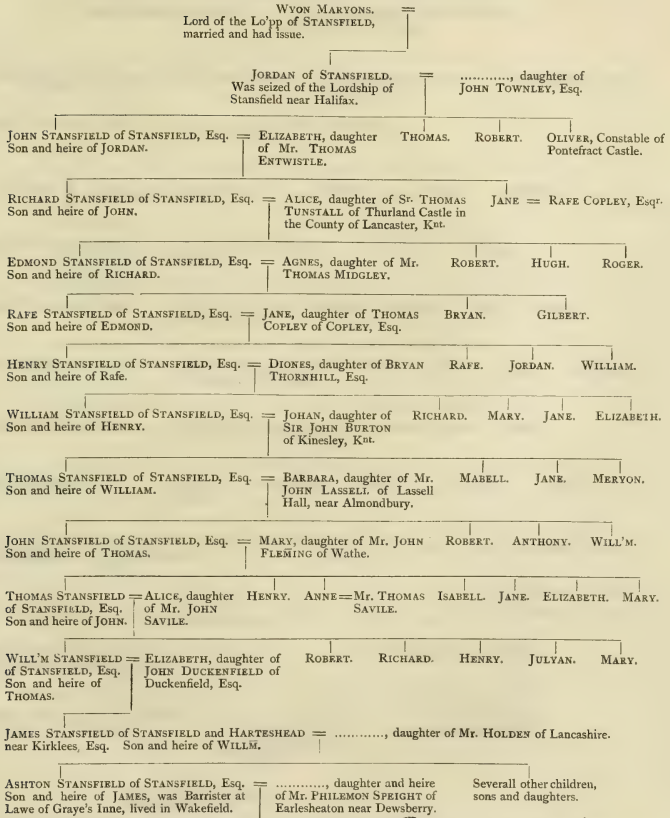 WYON MARYONS. =
Lord of the Lo'pp of STANSFIELD,
married and had issue.
JORDAN of STANSFIELD. = ............, daughter of
Was seized of the Lordship of JOHN TOWNLEY, Esq.
Stansfield near Halifax.
JOHN STANSFIELD of STANSFIELD, Esq. = ELIZABETH, daughter THOMAS. ROBERT. OLIVER, Constable of
Son and heire of JORDAN. of Mr. THOMAS Pontefract Castle.
ENTWISTLE.
RICHARD STANSFIELD of STANSFIELD, Esq. = ALICE, daughter of Sr. THOMAS JANE = RAFE COPLEY, Esqr.
Son and heire of JOHN. TUNSTALL of Thurland Castle in
the County of Lancaster, Knt.
EDMOND STANSFIELD of STANSFIELD, Esq. = AGNES, daughter of Mr. ROBERT. HUGH. ROGER.
Son and heire of RICHARD. THOMAS MIDGLEY.
RAFE STANSFIELD of STANSFIELD, Esq. = JANE, daughter of THOMAS BRYAN. GILBERT.
Son and heire of EDMOND. COPLEY of COPLEY, Esq.
HENRY STANSFIELD of STANSFIELD, Esq. = DIONES, daughter of BRYAN RAFE. JORDAN. WILLIAM.
Son and heire of Rafe. THORNHILL, Esq.
WILLIAM STANSFIELD of STANSFIELD, Esq. = JOHAN, daughter of RICHARD. MARY. JANE. ELIZABETH.
Son and heire of HENRY. SIR JOHN BURTON
of Kinesley, Knt.
THOMAS STANSFIELD of STANSFIELD, Esq. = BARBARA, daughter of Mr. MABELL. JANE. MERYON.
Son and heire of WILLIAM. JOHN LASSELL of Lassell
Hall, near Almondbury.
JOHN STANSFIELD of STANSFIELD, Esq. = MARY, daughter of Mr. JOHN ROBERT. ANTHONY. WILL'M.
Son and heire of THOMAS. FLEMING of Wathe.
THOMAS STANSFIELD = ALICE, daughter HENRY. ANNE = Mr. THOMAS ISABELL. JANE. ELIZABETH. MARY.
of STANSFIELD, Esq. of Mr. JOHN SAVILE.
Son and heire of JOHN. SAVILE.
WILL'M STANSFIELD = ELIZABETH, daughter of ROBERT. RICHARD. HENRY. JULYAN. MARY.
of STANSFIELD, Esq. JOHN DUCKENFIELD of
Son and heire of Duckenfield, Esq.
THOMAS.
JAMES STANSFIELD of STANSFIELD and HARTESHEAD = ............, daughter of Mr. HOLDEN of Lancashire.
near Kirklees, Esq. Son and heire of WILLM̄.
ASHTON STANSFIELD of STANSFIELD, Esq. = ............, daughter and heire Severall other children,
Son and heire of JAMES, was Barrister at of Mr. PHILEMON SPEIGHT of sons and daughters.
Lawe of Graye's Inne, lived in Wakefield. Earlesheaton near Dewsberry.